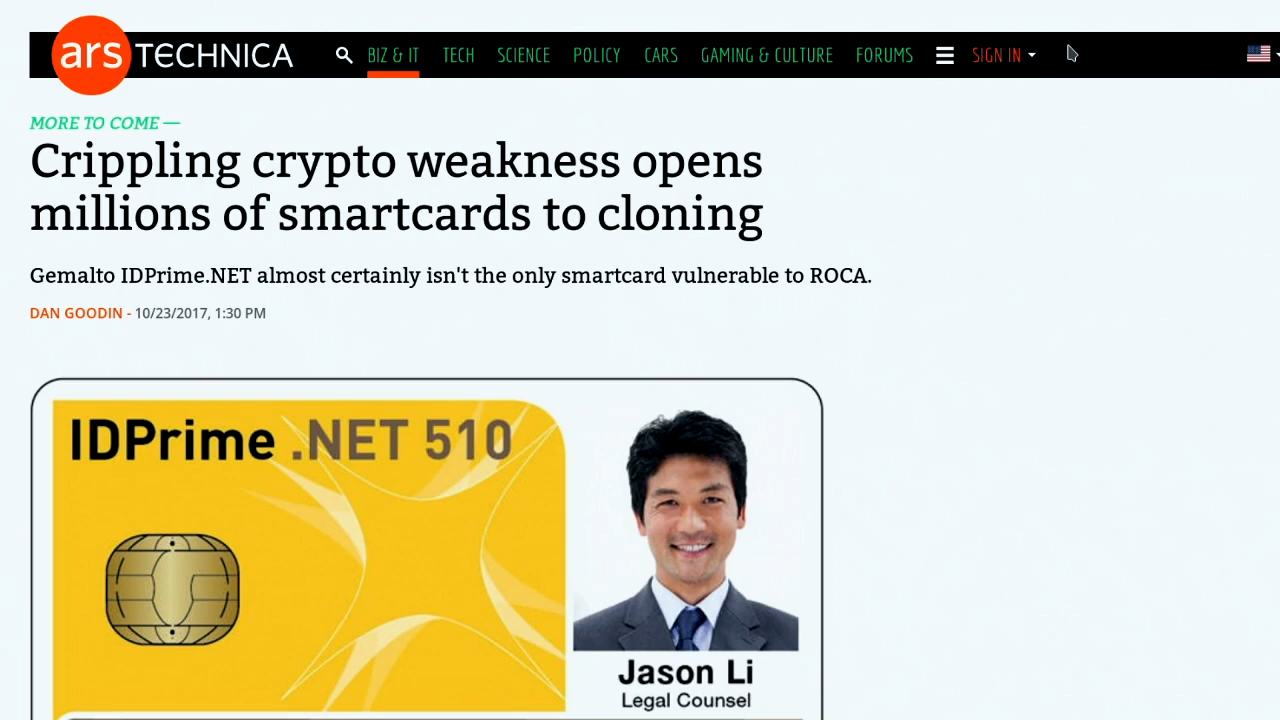 ars TECHNICA
BIZ & IT TECH SCIENCE POLICY CARS GAMING & CULTURE FORUMS SIGN IN
MORE TO COME —
Crippling crypto weakness opens
millions of smartcards to cloning
Gemalto IDPrime.NET almost certainly isn't the only smartcard vulnerable to ROCA.
DAN GOODIN - 10/23/2017, 1:30 PM
IDPrime .NET 510
Jason Li
Legal Counsel